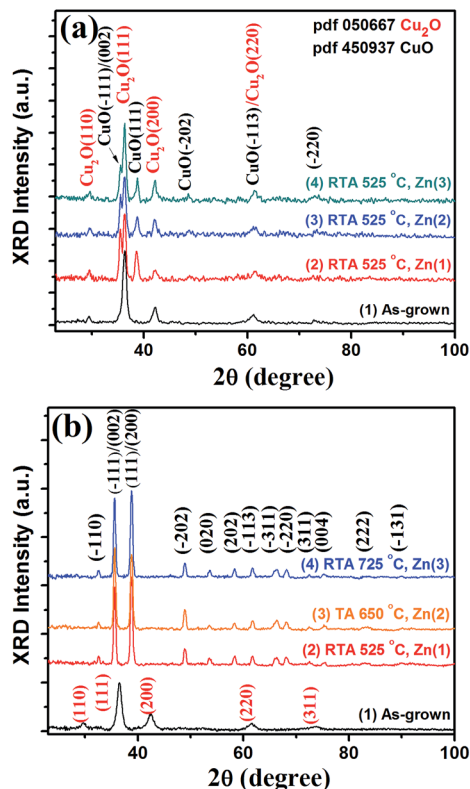 (a)
pdf 050667 Cu₂O
pdf 450937 CuO
Cu₂O(110)
CuO(-111)/(002)
Cu₂O(111)
CuO(111)
Cu₂O(200)
CuO(-202)
CuO(-113)/Cu₂O(220)
(-220)
(4) RTA 525 °C, Zn(3)
(3) RTA 525 °C, Zn(2)
(2) RTA 525 °C, Zn(1)
(1) As-grown
XRD Intensity (a.u.)
40 60 80 100
2θ (degree)
(b)
(-110)
(-111)/(002)
(111)/(200)
(-202)
(020)
(202)
(-113)
(-311)
(-220)
(311)
(004)
(222)
(-131)
(4) RTA 725 °C, Zn(3)
(3) TA 650 °C, Zn(2)
(2) RTA 525 °C, Zn(1)
(110)
(111)
(200)
(220)
(311)
(1) As-grown
XRD Intensity (a.u.)
40 60 80 100
2θ (degree)